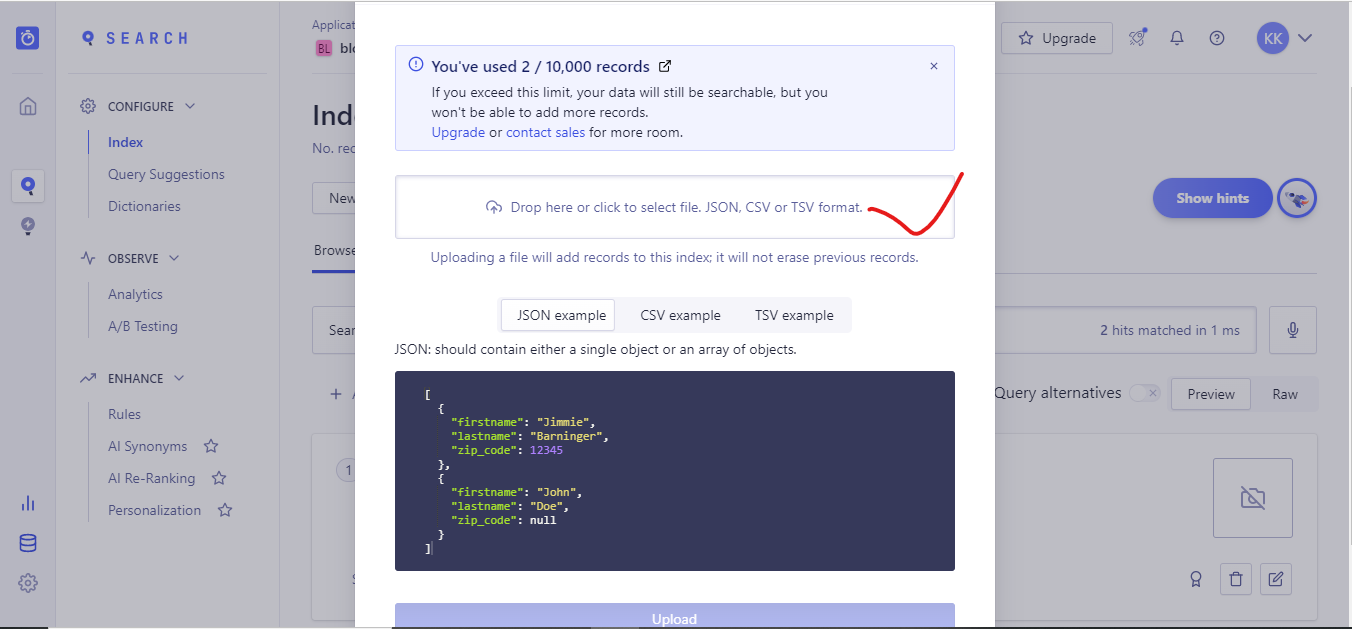 SEARCH
CONFIGURE
Index
Query Suggestions
Dictionaries
OBSERVE
Analytics
A/B Testing
ENHANCE
Rules
AI Synonyms
AI Re-Ranking
Personalization
BL
Upgrade
KK
You've used 2 / 10,000 records
If you exceed this limit, your data will still be searchable, but you
won't be able to add more records.
Upgrade or contact sales for more room.
New
Drop here or click to select file. JSON, CSV or TSV format.
Show hints
Browse
Uploading a file will add records to this index; it will not erase previous records.
JSON example CSV example TSV example
2 hits matched in 1 ms
JSON: should contain either a single object or an array of objects.
Query alternatives Preview Raw
[
{
"firstname": "Jimmie",
"lastname": "Barninger",
"zip_code": 12345
},
{
"firstname": "John",
"lastname": "Doe",
"zip_code": null
}
]
1
Upload